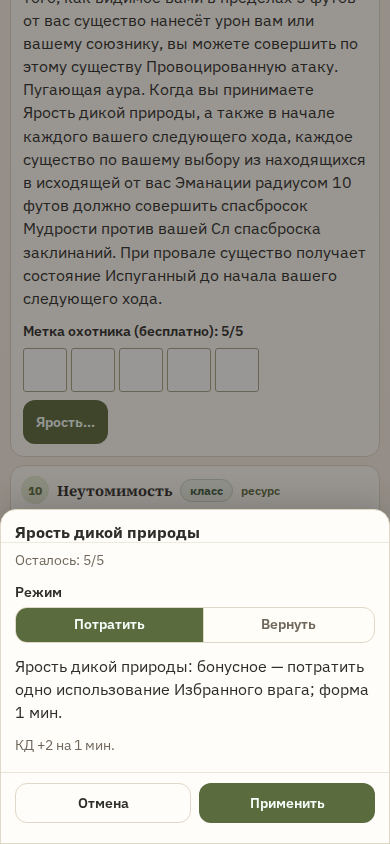 того, как видимое вами в пределах 5 футов
от вас существо нанесёт урон вам или
вашему союзнику, вы можете совершить по
этому существу Провоцированную атаку.
Пугающая аура. Когда вы принимаете
Ярость дикой природы, а также в начале
каждого вашего следующего хода, каждое
существо по вашему выбору из находящихся
в исходящей от вас Эманации радиусом 10
футов должно совершить спасбросок
Мудрости против вашей Сл спасброска
заклинаний. При провале существо получает
состояние Испуганный до начала вашего
следующего хода.
Метка охотника (бесплатно): 5/5
Ярость...
10 Неутомимость класс ресурс
Ярость дикой природы
Осталось: 5/5
Режим
Потратить Вернуть
Ярость дикой природы: бонусное — потратить
одно использование Избранного врага; форма
1 мин.
КД +2 на 1 мин.
Отмена Применить